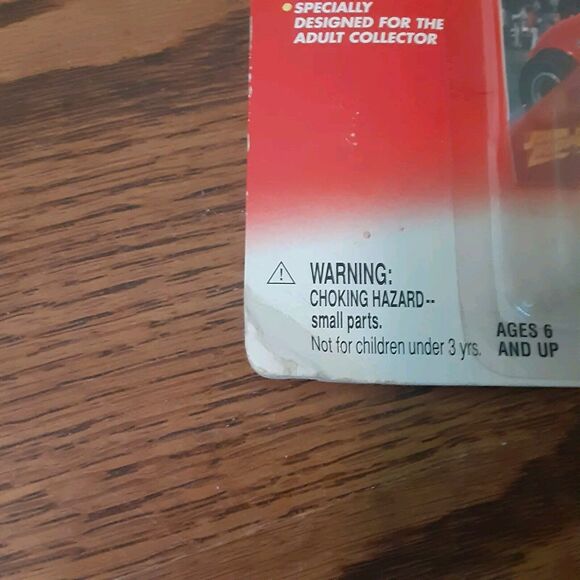 SPECIALLY
DESIGNED FOR THE
ADULT COLLECTOR
WARNING:
CHOKING HAZARD--
small parts.
Not for children under 3 yrs.
AGES 6
AND UP